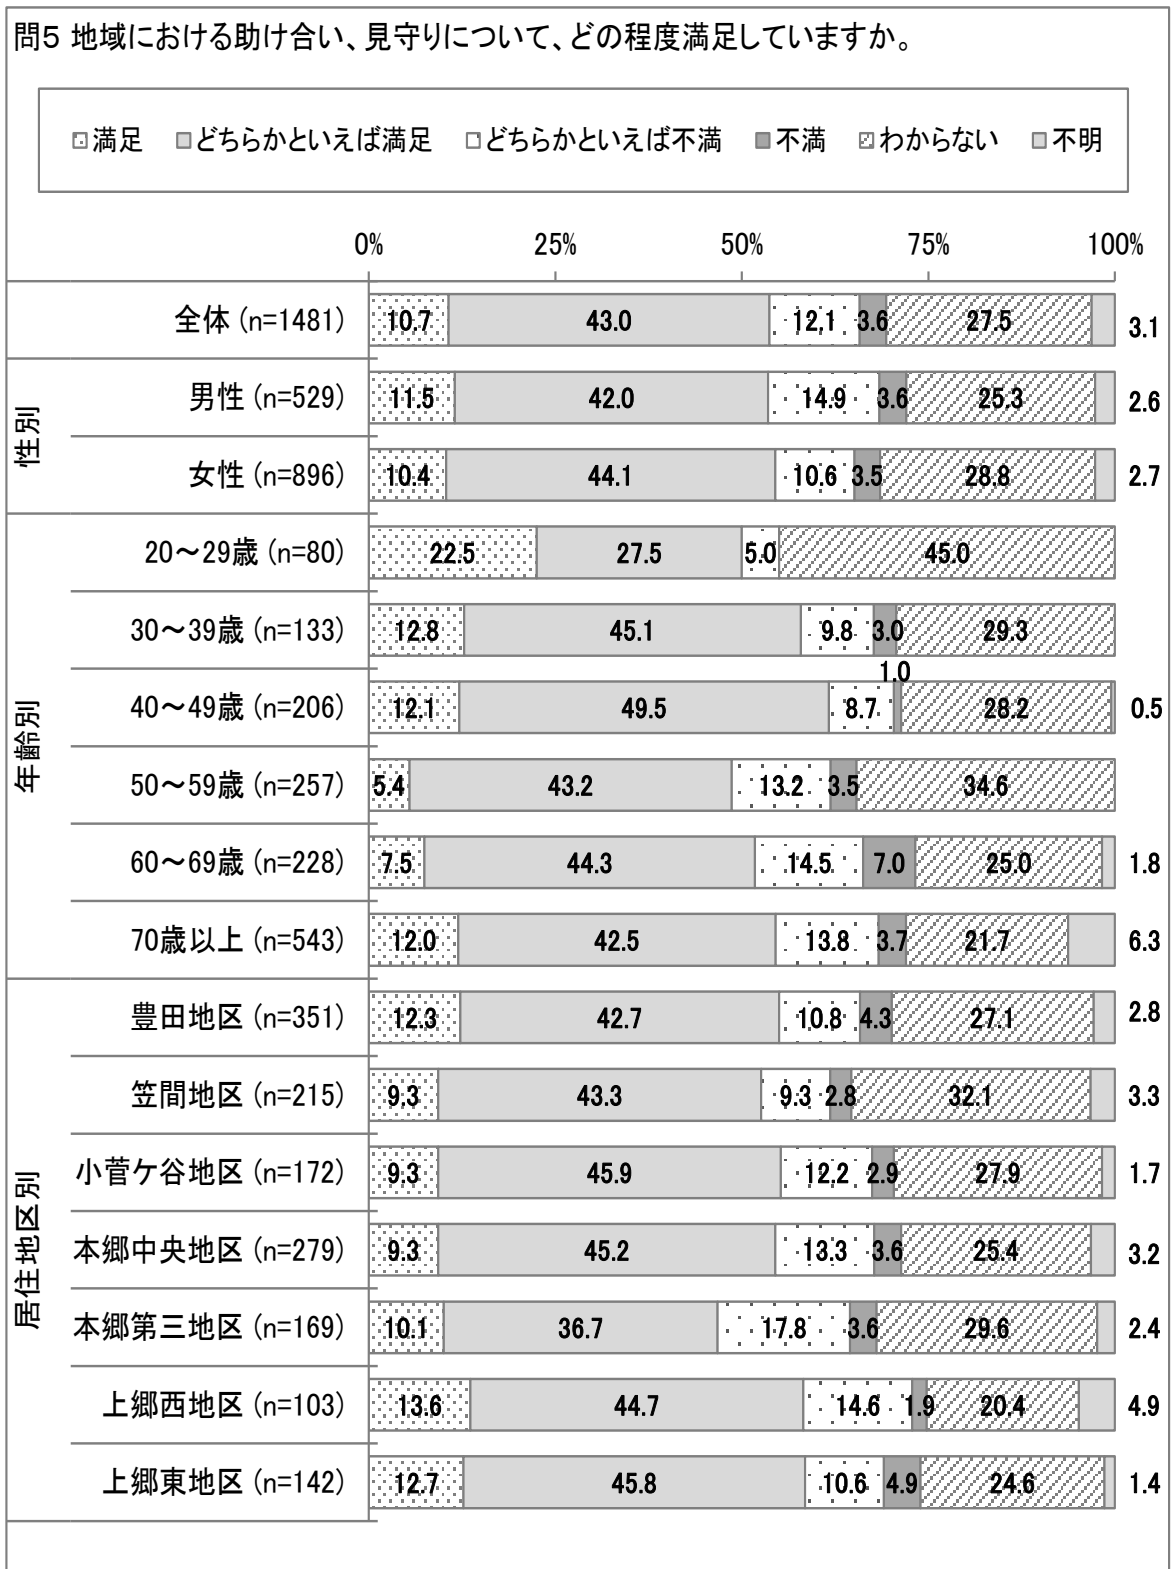 問5 地域における助け合い、見守りについて、どの程度満足していますか。
満足 どちらかといえば満足 どちらかといえば不満 不満 わからない 不明
0% 25% 50% 75% 100%
全体 (n=1481) 10.7 43.0 12.1 3.6 27.5 3.1
性別
男性 (n=529) 11.5 42.0 14.9 3.6 25.3 2.6
女性 (n=896) 10.4 44.1 10.6 3.5 28.8 2.7
年齢別
20～29歳 (n=80) 22.5 27.5 5.0 45.0
30～39歳 (n=133) 12.8 45.1 9.8 3.0 29.3
40～49歳 (n=206) 12.1 49.5 8.7 1.0 28.2 0.5
50～59歳 (n=257) 5.4 43.2 13.2 3.5 34.6
60～69歳 (n=228) 7.5 44.3 14.5 7.0 25.0 1.8
70歳以上 (n=543) 12.0 42.5 13.8 3.7 21.7 6.3
居住地区別
豊田地区 (n=351) 12.3 42.7 10.8 4.3 27.1 2.8
笠間地区 (n=215) 9.3 43.3 9.3 2.8 32.1 3.3
小菅ケ谷地区 (n=172) 9.3 45.9 12.2 2.9 27.9 1.7
本郷中央地区 (n=279) 9.3 45.2 13.3 3.6 25.4 3.2
本郷第三地区 (n=169) 10.1 36.7 17.8 3.6 29.6 2.4
上郷西地区 (n=103) 13.6 44.7 14.6 1.9 20.4 4.9
上郷東地区 (n=142) 12.7 45.8 10.6 4.9 24.6 1.4